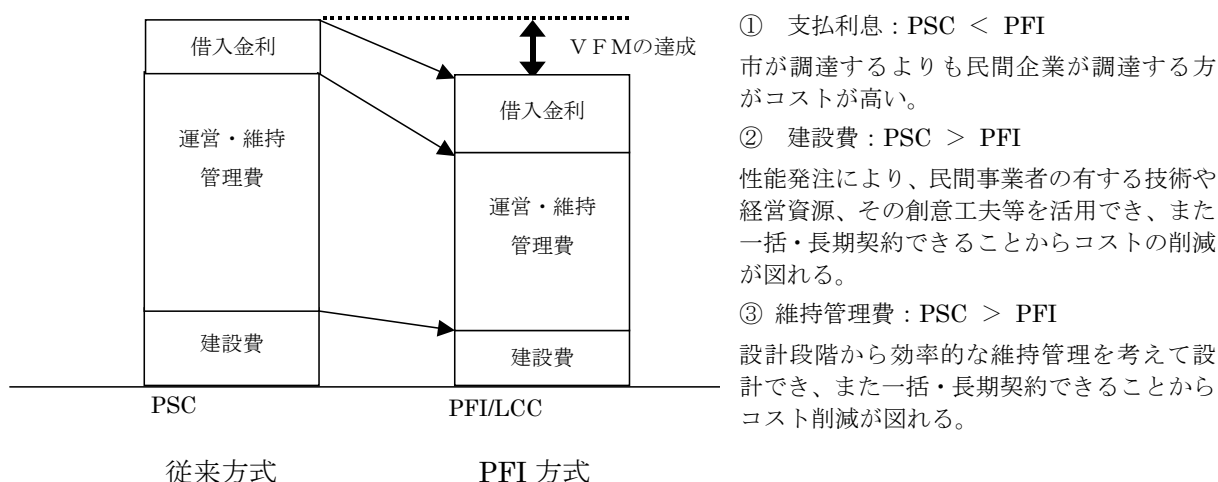 借入金利
運営・維持
管理費
建設費
PSC
従来方式
ＶＦＭの達成
借入金利
運営・維持
管理費
建設費
PFI/LCC
PFI 方式
① 支払利息：PSC ＜ PFI
市が調達するよりも民間企業が調達する方
がコストが高い。
② 建設費：PSC ＞ PFI
性能発注により、民間事業者の有する技術や
経営資源、その創意工夫等を活用でき、また
一括・長期契約できることからコストの削減
が図れる。
③ 維持管理費：PSC ＞ PFI
設計段階から効率的な維持管理を考えて設
計でき、また一括・長期契約できることから
コスト削減が図れる。